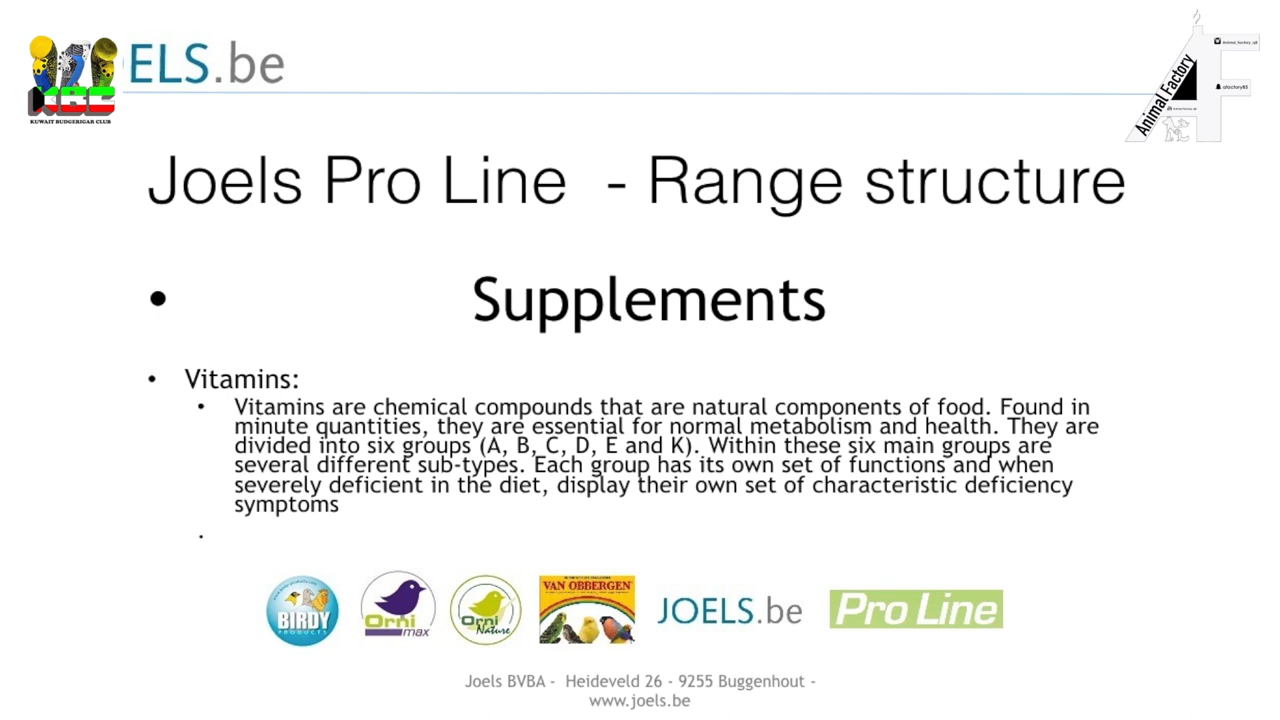 JOELS.be
KBC
KUWAIT BUDGERIGAR CLUB
Animal Factory
AF
afactory85
Joels Pro Line - Range structure
• Supplements
• Vitamins:
• Vitamins are chemical compounds that are natural components of food. Found in
minute quantities, they are essential for normal metabolism and health. They are
divided into six groups (A, B, C, D, E and K). Within these six main groups are
several different sub-types. Each group has its own set of functions and when
severely deficient in the diet, display their own set of characteristic deficiency
symptoms
BIRDY
PRODUCTS
Orni
max
Orni
Nature
VAN OBBERGEN
JOELS.be
Pro Line
Joels BVBA - Heideveld 26 - 9255 Buggenhout -
www.joels.be